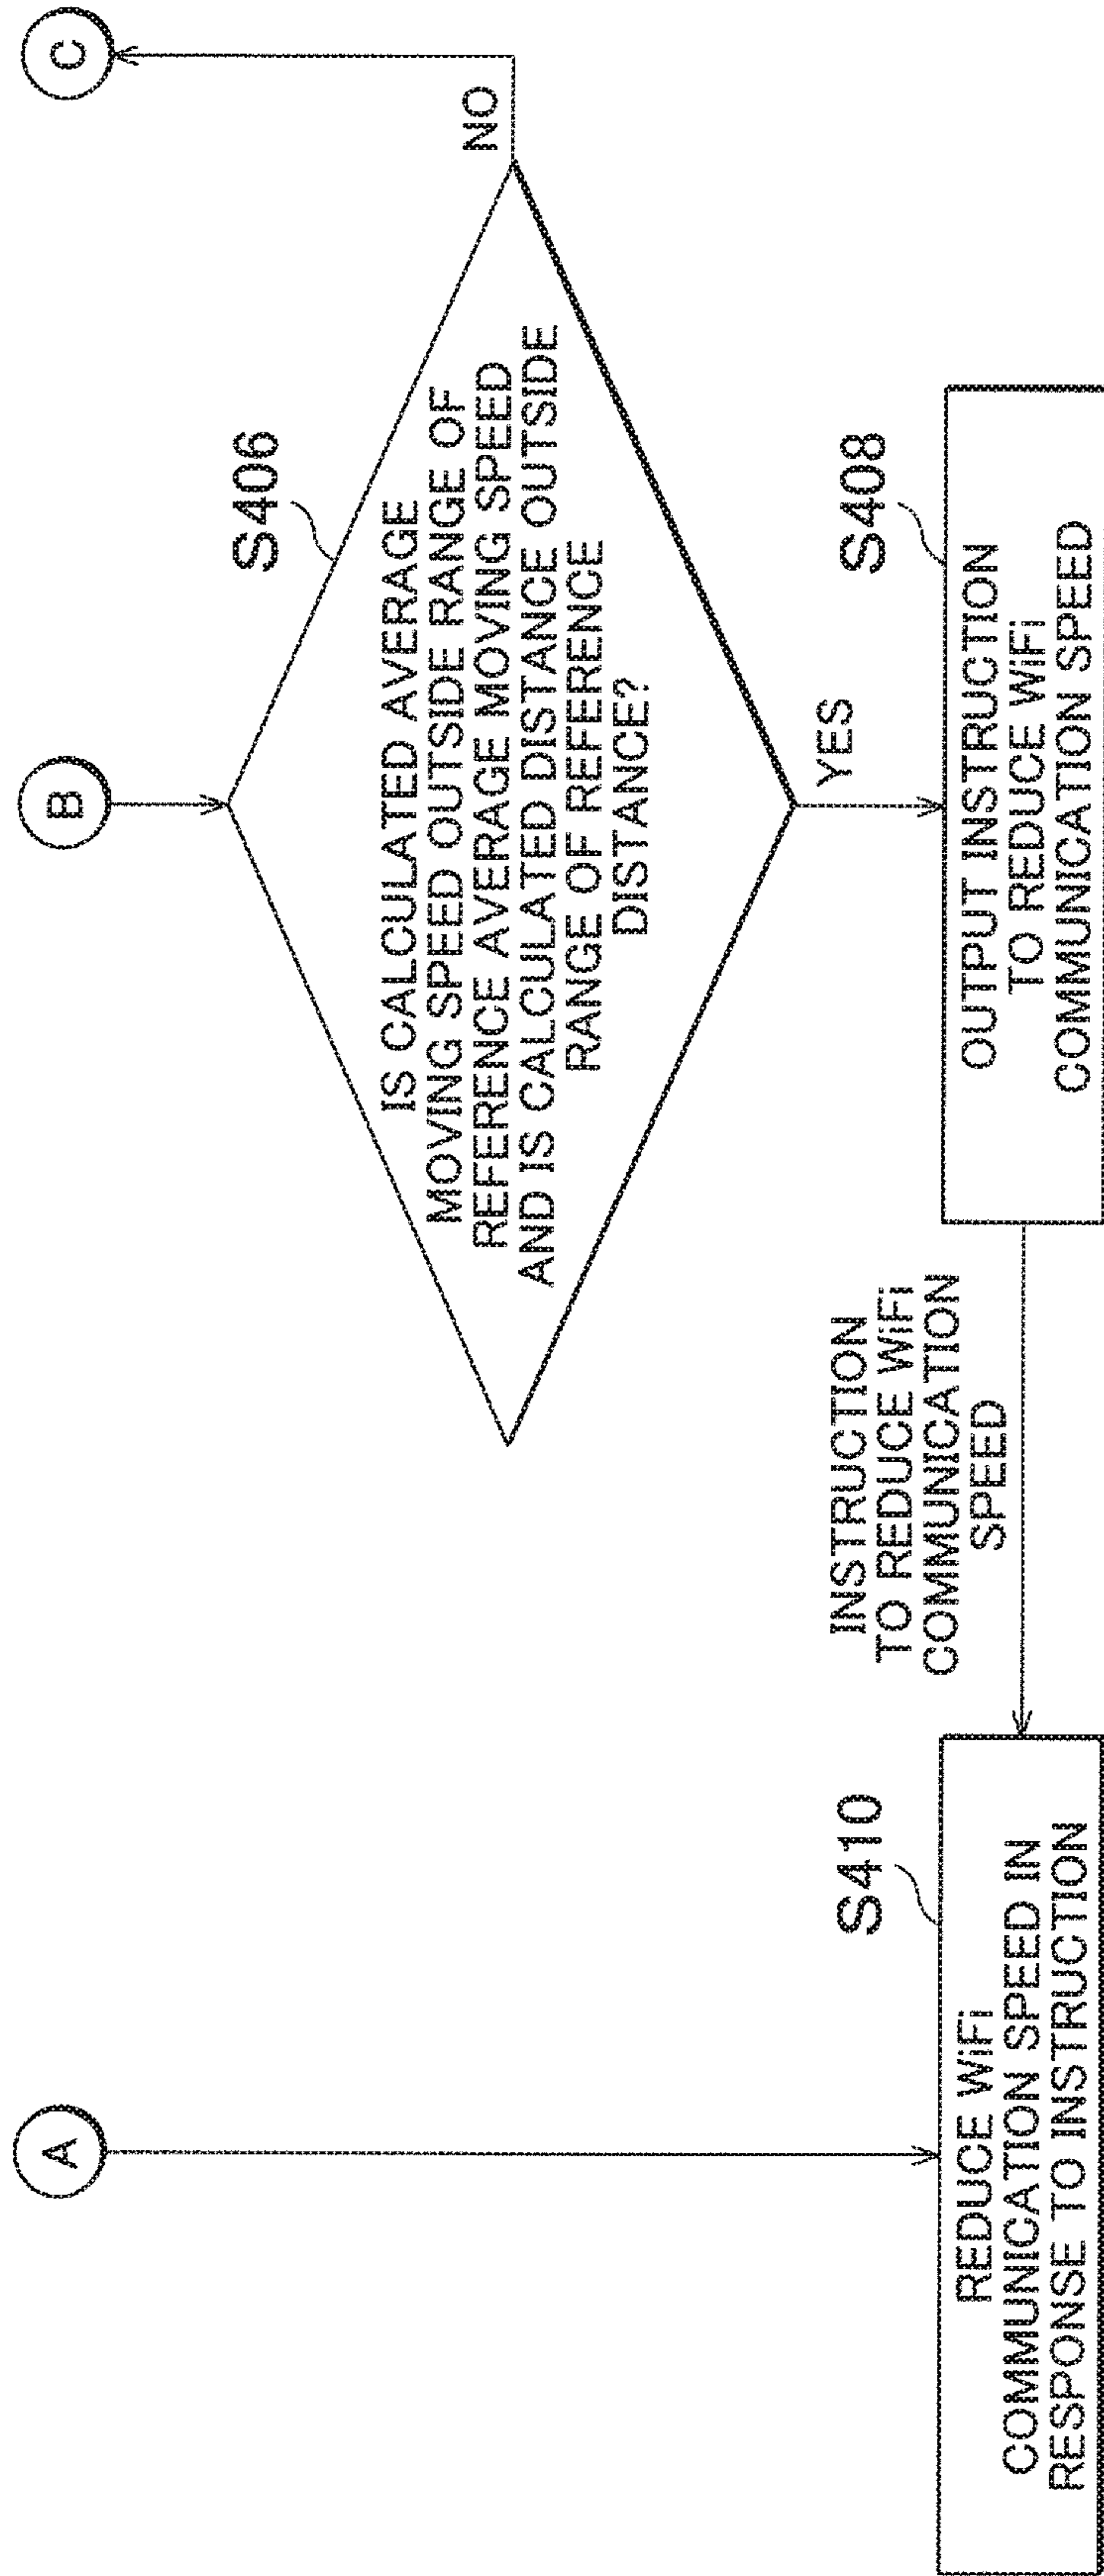 A
B
C
S406
IS CALCULATED AVERAGE
MOVING SPEED OUTSIDE RANGE OF
REFERENCE AVERAGE MOVING SPEED
AND IS CALCULATED DISTANCE OUTSIDE
RANGE OF REFERENCE
DISTANCE?
NO
YES
S408
OUTPUT INSTRUCTION
TO REDUCE WiFi
COMMUNICATION SPEED
INSTRUCTION
TO REDUCE WiFi
COMMUNICATION
SPEED
S410
REDUCE WiFi
COMMUNICATION SPEED IN
RESPONSE TO INSTRUCTION